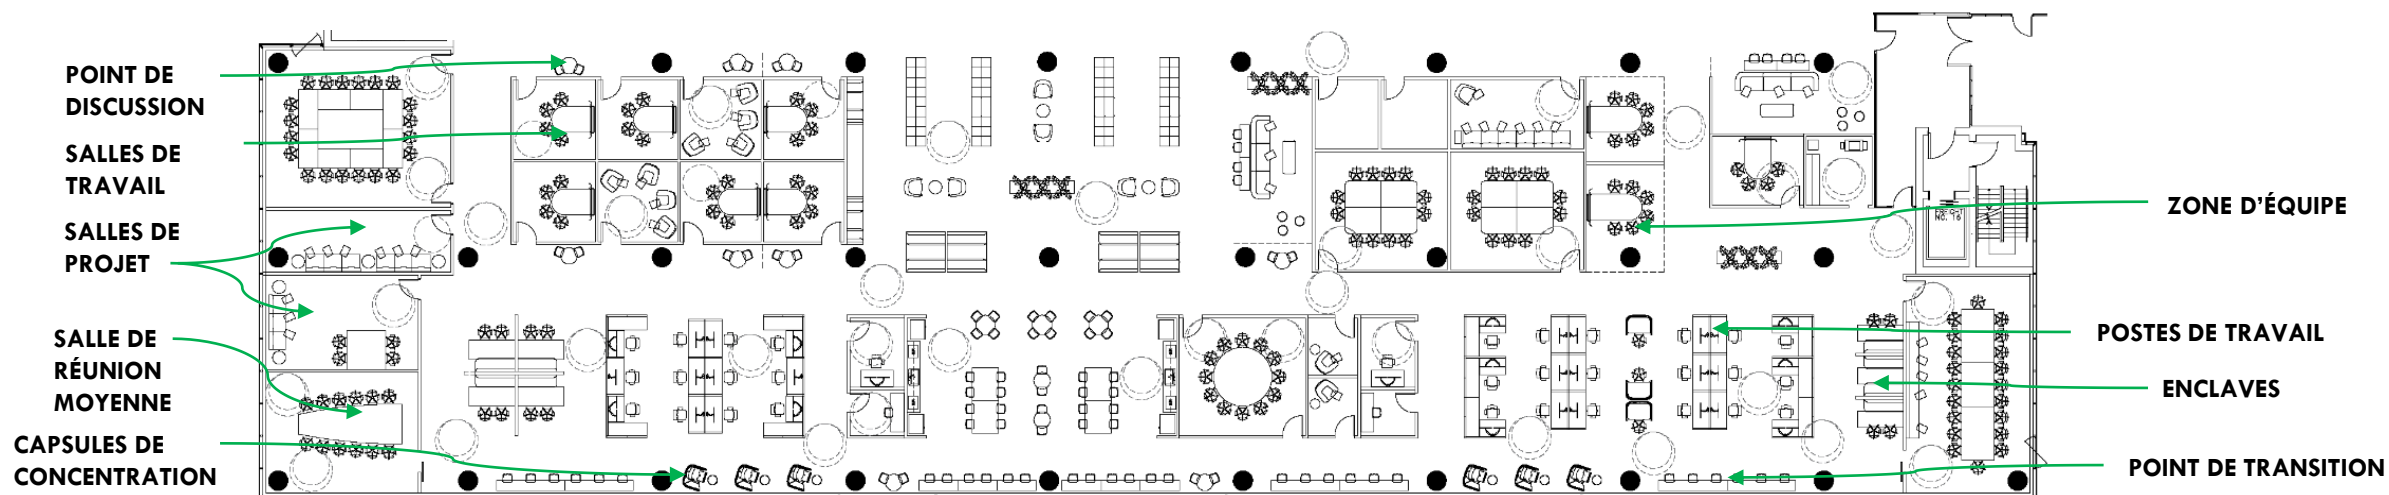 POINT DE
DISCUSSION
SALLES DE
TRAVAIL
SALLES DE
PROJET
SALLE DE
RÉUNION
MOYENNE
CAPSULES DE
CONCENTRATION
ZONE D'ÉQUIPE
POSTES DE TRAVAIL
ENCLAVES
POINT DE TRANSITION